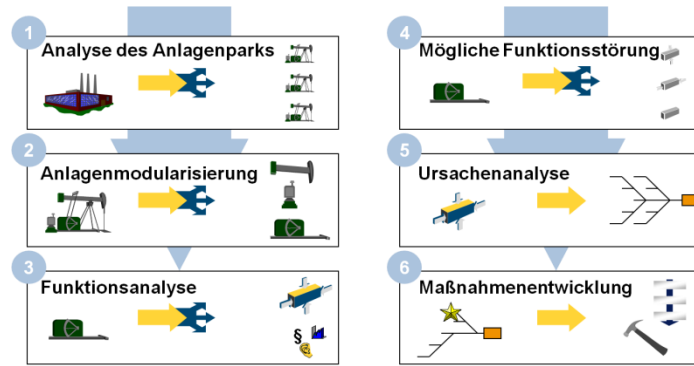 1
Analyse des Anlagenparks
2
Anlagenmodularisierung
3
Funktionsanalyse
§
4
Mögliche Funktionsstörung
5
Ursachenanalyse
6
Maßnahmenentwicklung